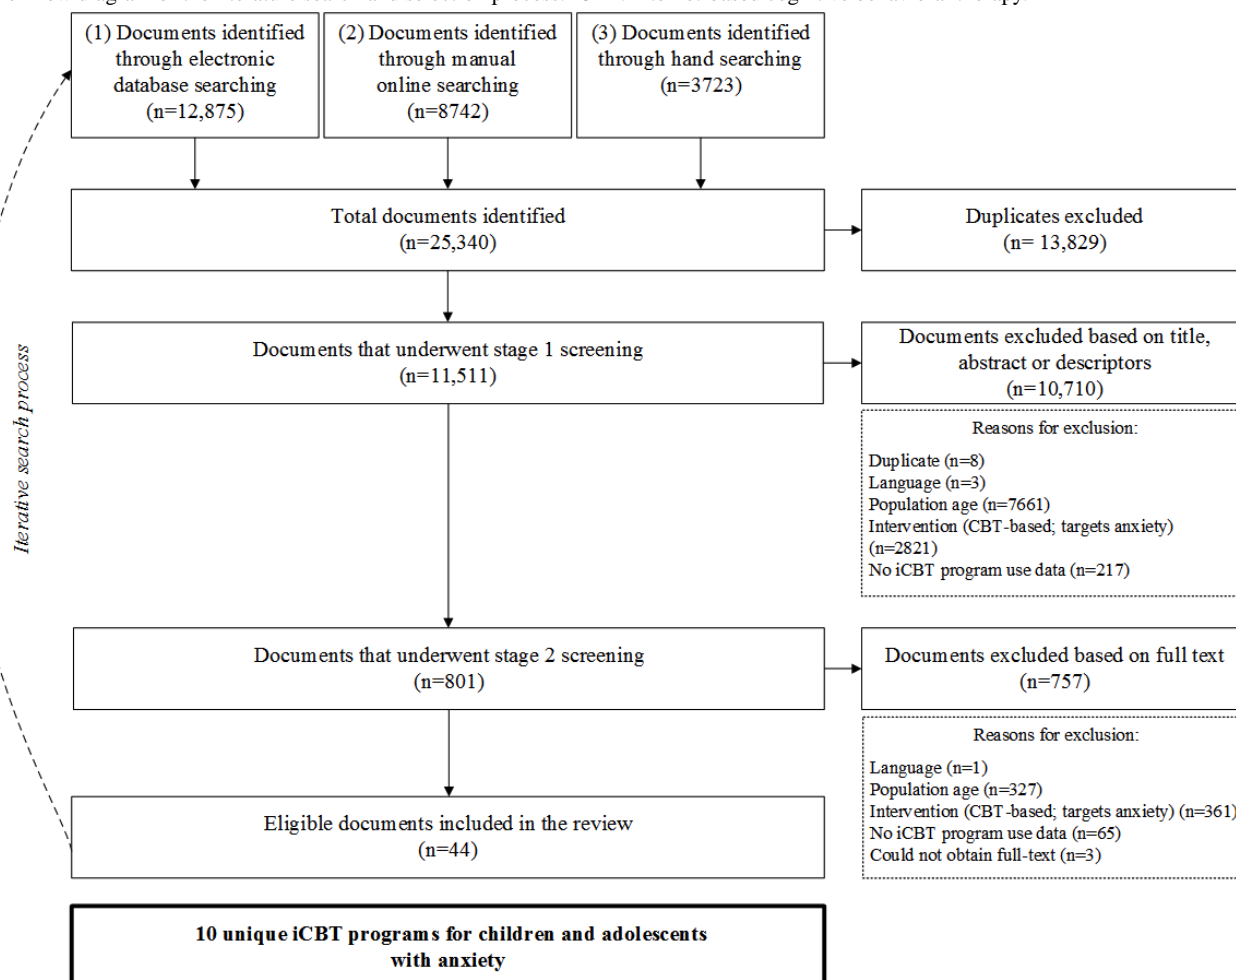 (1) Documents identified
through electronic
database searching
(n=12,875)
(2) Documents identified
through manual
online searching
(n=8742)
(3) Documents identified
through hand searching
(n=3723)
Total documents identified
(n=25,340)
Duplicates excluded
(n= 13,829)
Iterative search process
Documents that underwent stage 1 screening
(n=11,511)
Documents excluded based on title,
abstract or descriptors
(n=10,710)
Reasons for exclusion:
Duplicate (n=8)
Language (n=3)
Population age (n=7661)
Intervention (CBT-based; targets anxiety)
(n=2821)
No iCBT program use data (n=217)
Documents that underwent stage 2 screening
(n=801)
Documents excluded based on full text
(n=757)
Reasons for exclusion:
Language (n=1)
Population age (n=327)
Intervention (CBT-based; targets anxiety) (n=361)
No iCBT program use data (n=65)
Could not obtain full-text (n=3)
Eligible documents included in the review
(n=44)
10 unique iCBT programs for children and adolescents
with anxiety